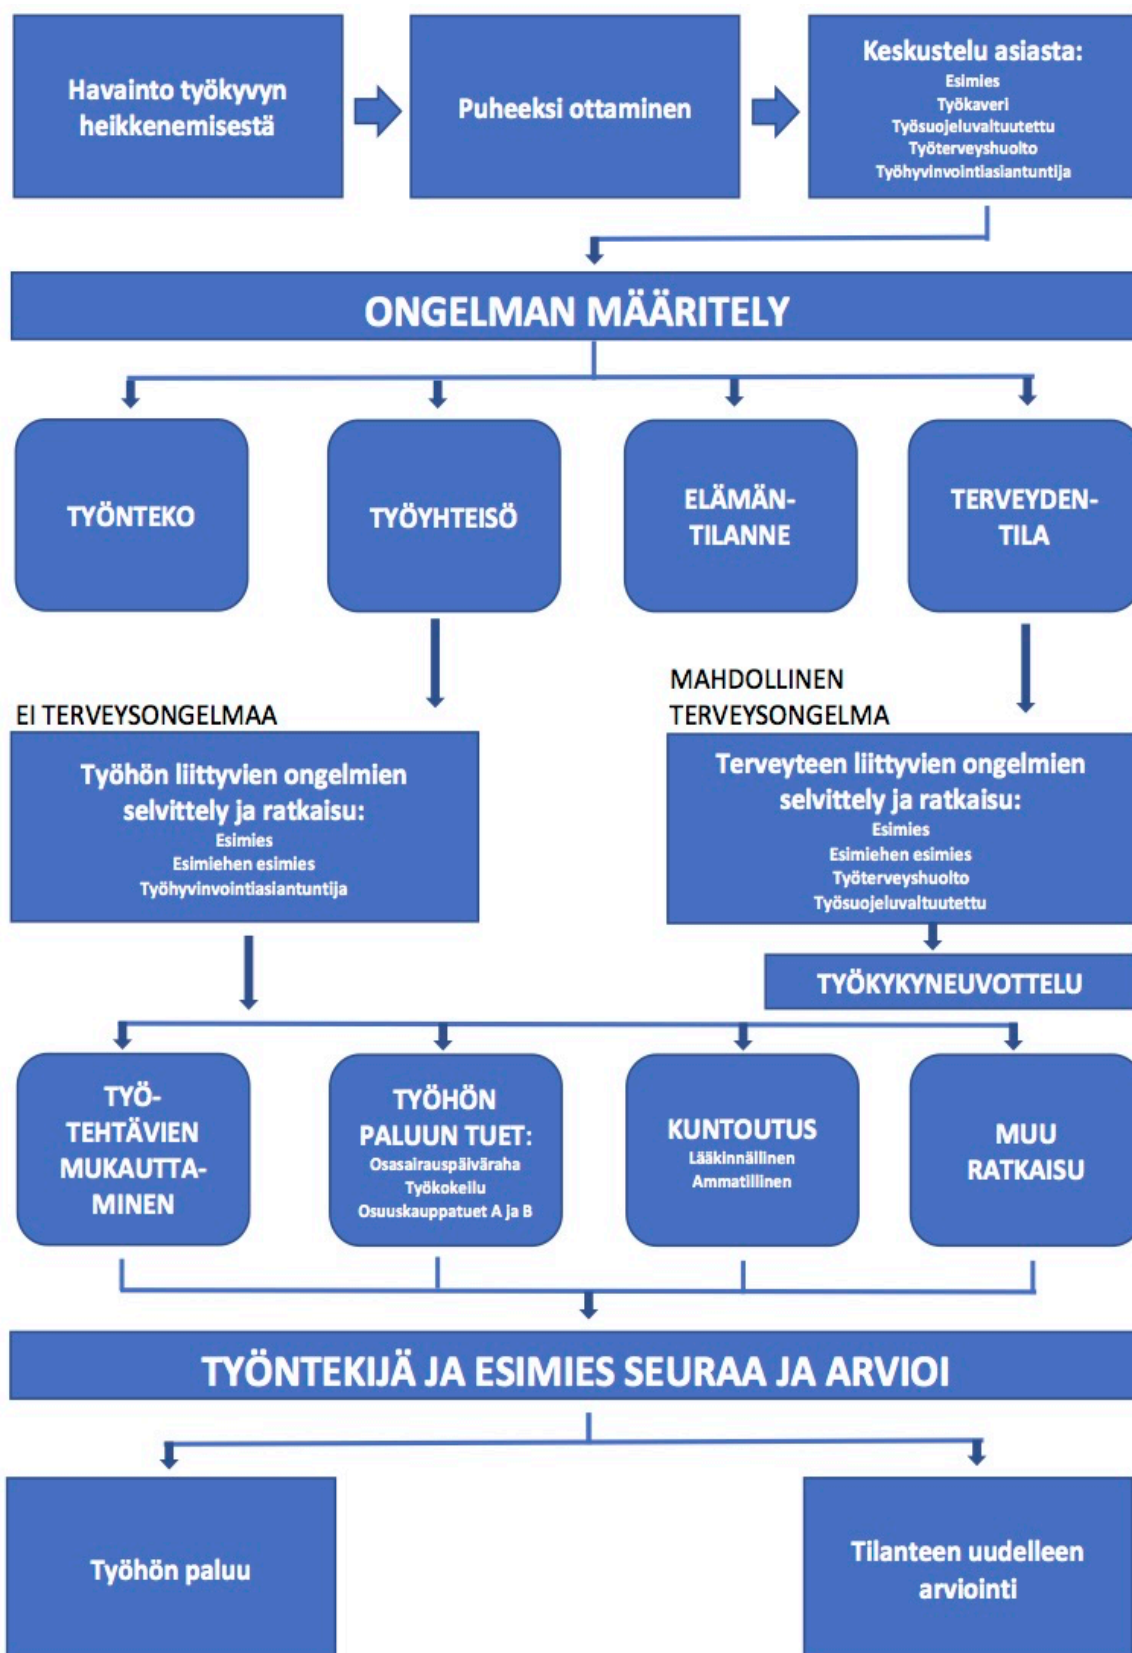 Havainto työkyvyn
heikkenemisestä
Puheeksi ottaminen
Keskustelu asiasta:
Esimies
Työkaveri
Työsuojeluvaltuutettu
Työterveyshuolto
Työhyvinvointiasiantuntija
ONGELMAN MÄÄRITELY
TYÖNTEKO
TYÖYHTEISÖ
ELÄMÄN-
TILANNE
TERVEYDEN-
TILA
EI TERVEYSONGELMAA
Työhön liittyvien ongelmien
selvittely ja ratkaisu:
Esimies
Esimiehen esimies
Työhyvinvointiasiantuntija
MAHDOLLINEN
TERVEYSONGELMA
Terveyteen liittyvien ongelmien
selvittely ja ratkaisu:
Esimies
Esimiehen esimies
Työterveyshuolto
Työsuojeluvaltuutettu
TYÖKYKYNEUVOTTELU
TYÖ-
TEHTÄVIEN
MUKAUTTA-
MINEN
TYÖHÖN
PALUUN TUET:
Osasairauspäiväraha
Työkokeilu
Osuuskauppatuet A ja B
KUNTOUTUS
Lääkinnällinen
Ammatillinen
MUU
RATKAISU
TYÖNTEKIJÄ JA ESIMIES SEURAA JA ARVIOI
Työhön paluu
Tilanteen uudelleen
arviointi